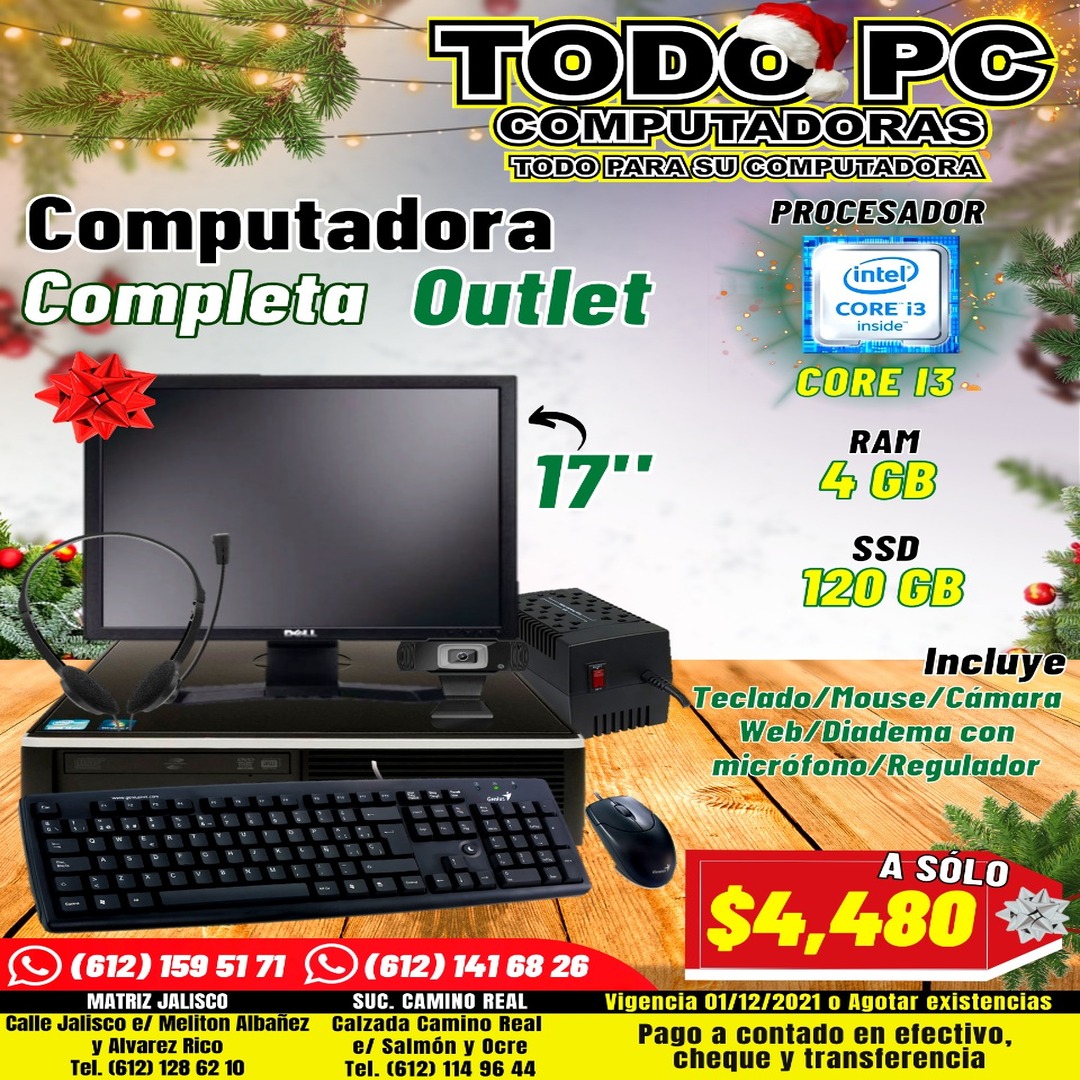 TODO PC
COMPUTADORAS
TODO PARA SU COMPUTADORA
Computadora
Completa Outlet
PROCESADOR
intel
CORE i3
inside
CORE I3
RAM
4 GB
SSD
120 GB
17''
DELL
Incluye
Teclado/Mouse/Cámara
Web/Diadema con
micrófono/Regulador
Genius
A SÓLO
$4,480
(612) 159 51 71
(612) 141 68 26
MATRIZ JALISCO
Calle Jalisco e/ Meliton Albañez
y Alvarez Rico
Tel. (612) 128 62 10
SUC. CAMINO REAL
Calzada Camino Real
e/ Salmón y Ocre
Tel. (612) 114 96 44
Vigencia 01/12/2021 o Agotar existencias
Pago a contado en efectivo,
cheque y transferencia